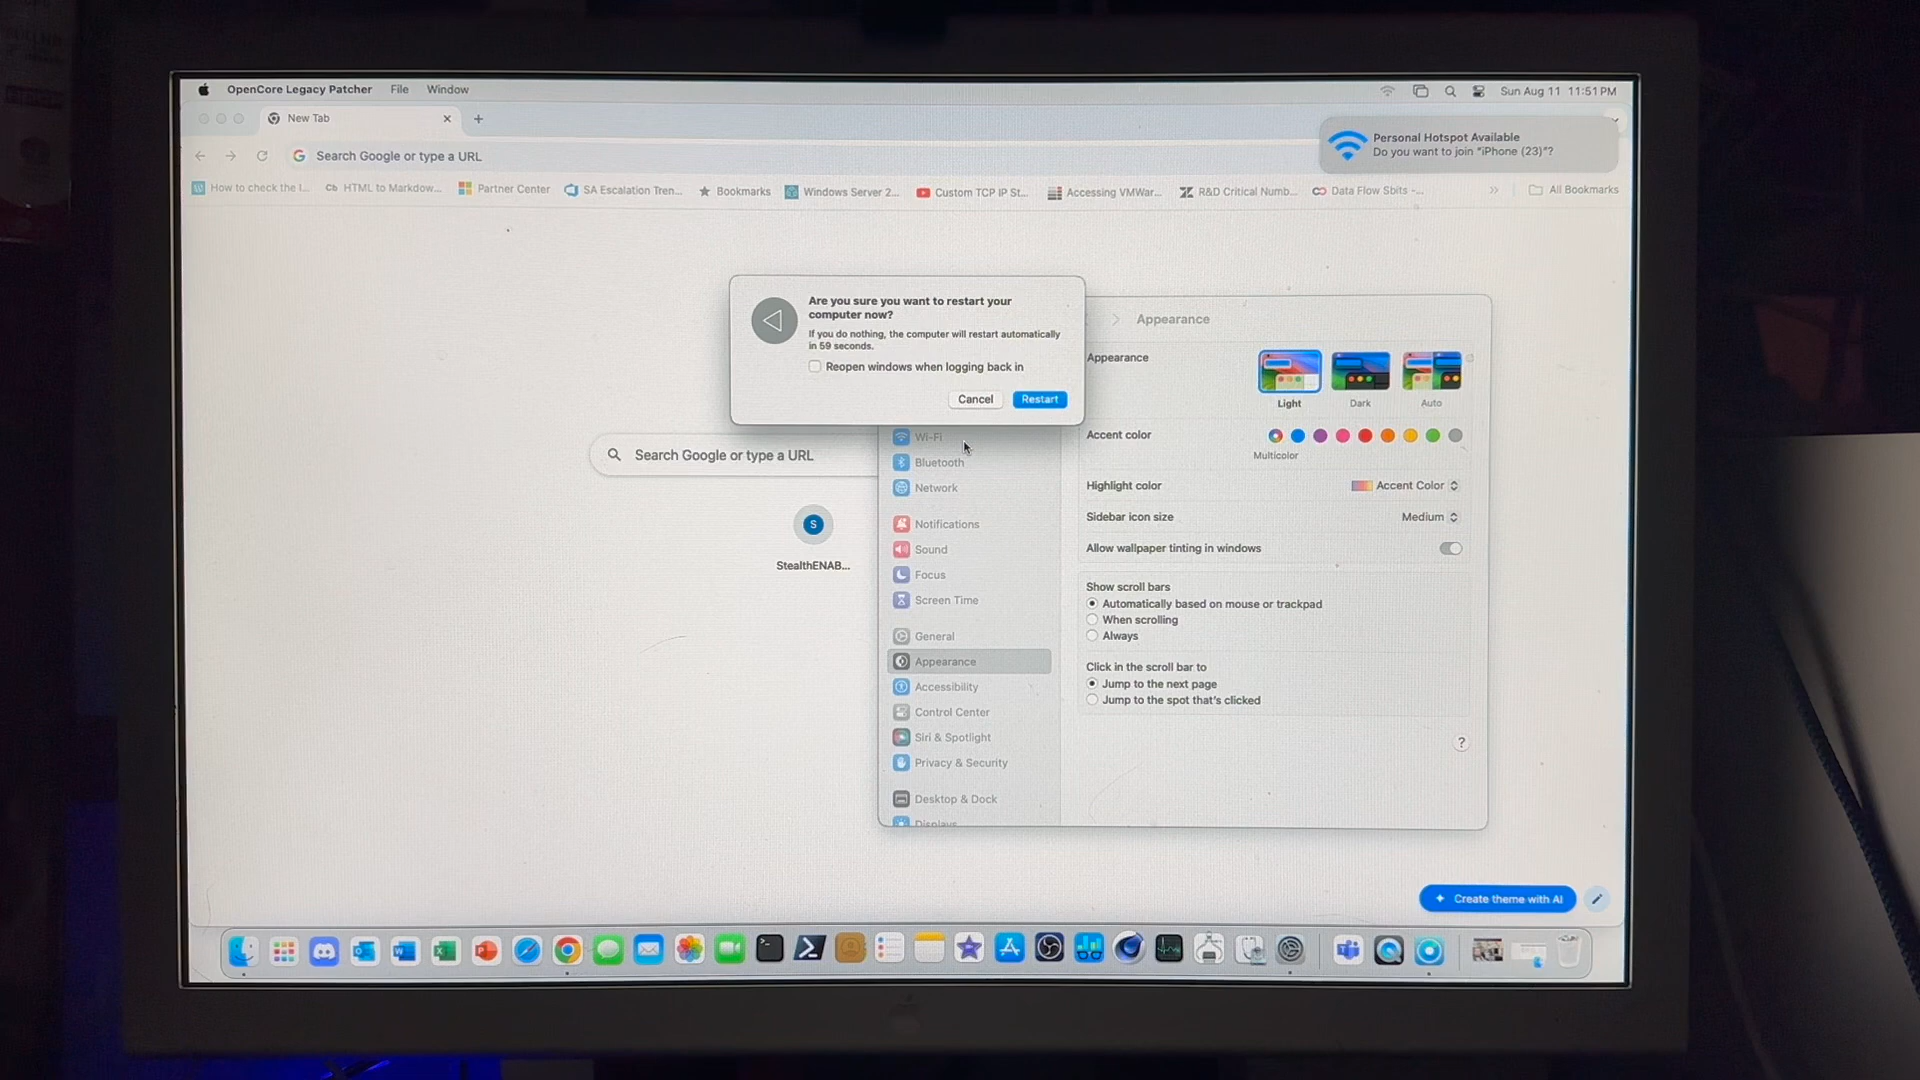 OpenCore Legacy Patcher File Window
Sun Aug 11 11:51 PM
New Tab
Personal Hotspot Available
Do you want to join "iPhone (23)"?
Search Google or type a URL
How to check the I...
HTML to Markdow...
Partner Center
SA Escalation Tren...
Bookmarks
Windows Server 2...
Custom TCP IP St...
Accessing VMWar...
R&D Critical Numb...
Data Flow 5bits -...
All Bookmarks
Are you sure you want to restart your
computer now?
If you do nothing, the computer will restart automatically
in 59 seconds.
Reopen windows when logging back in
Cancel
Restart
Search Google or type a URL
S
StealthENAB...
Wi-Fi
Bluetooth
Network
Notifications
Sound
Focus
Screen Time
General
Appearance
Accessibility
Control Center
Siri & Spotlight
Privacy & Security
Desktop & Dock
Displays
Appearance
Appearance
Light
Dark
Auto
Accent color
Multicolor
Highlight color
Accent Color
Sidebar icon size
Medium
Allow wallpaper tinting in windows
Show scroll bars
Automatically based on mouse or trackpad
When scrolling
Always
Click in the scroll bar to
Jump to the next page
Jump to the spot that's clicked
?
Create theme with AI